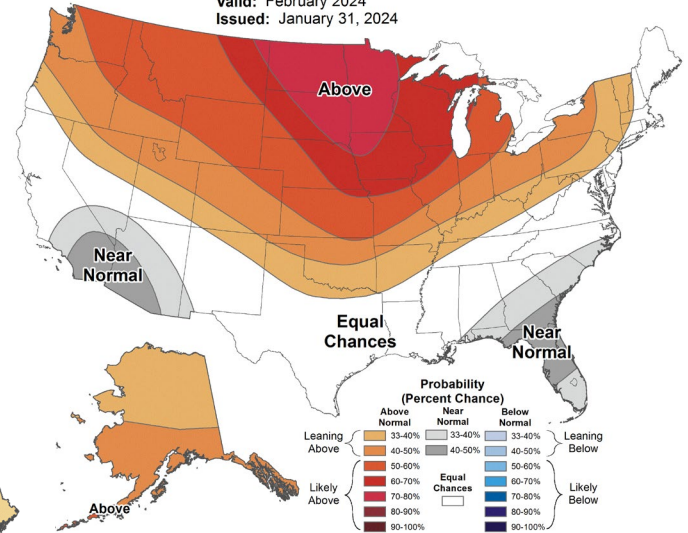 Valid: February 2024
Issued: January 31, 2024
Above
Near
Normal
Equal
Chances
Near
Normal
Above
Probability
(Percent Chance)
Above
Normal
Near
Normal
Below
Normal
Leaning
Above
33-40%
33-40%
33-40%
Leaning
Below
40-50%
40-50%
40-50%
Likely
Above
50-60%
50-60%
Likely
Below
60-70%
60-70%
Equal
Chances
70-80%
70-80%
80-90%
80-90%
90-100%
90-100%